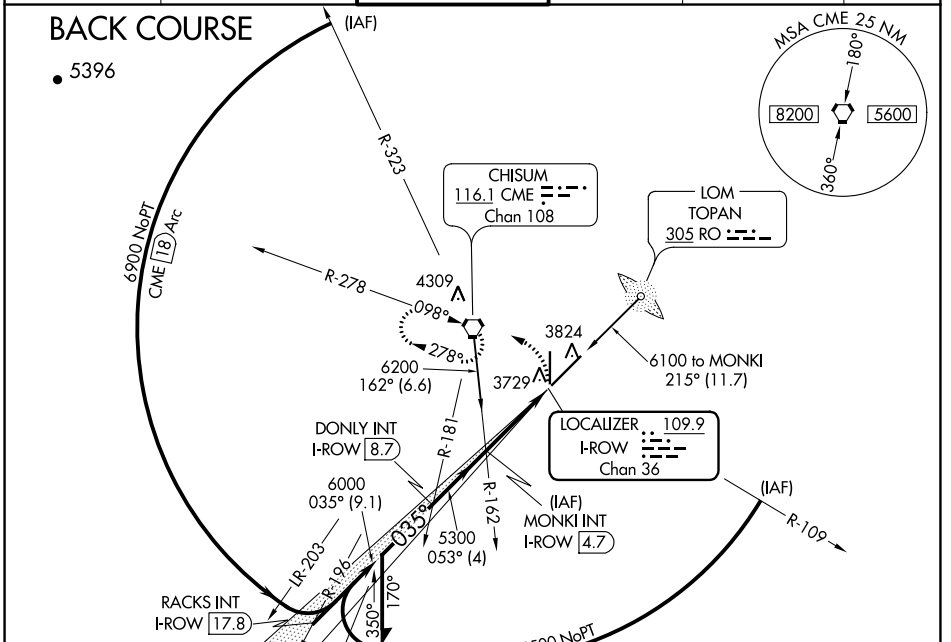 BACK COURSE
5396
(IAF)
MSA CME 25 NM
180°
8200
5600
360°
R-323
CHISUM
116.1 CME
Chan 108
LOM
TOPAN
305 RO
6900 NoPT
CME 18 Arc
R-278
4309
098°
278°
6200
162° (6.6)
3824
3729
6100 to MONKI
215° (11.7)
LOCALIZER 109.9
I-ROW
Chan 36
DONLY INT
I-ROW 8.7
R-181
R-162
6000
035° (9.1)
035°
5300
053° (4)
(IAF)
MONKI INT
I-ROW 4.7
(IAF)
R-109
LR-203
R-196
RACKS INT
I-ROW 17.8
350°
170°
NoPT